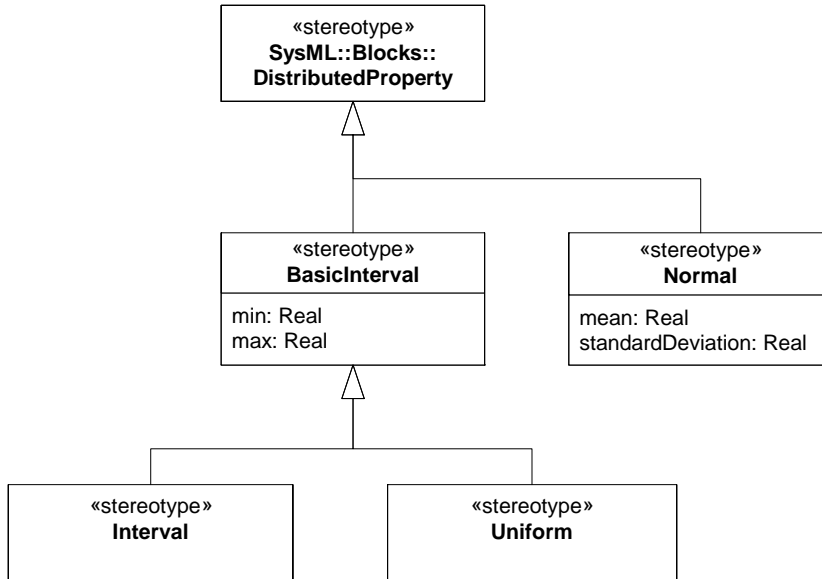 «stereotype»
SysML::Blocks::
DistributedProperty
«stereotype»
BasicInterval
min: Real
max: Real
«stereotype»
Normal
mean: Real
standardDeviation: Real
«stereotype»
Interval
«stereotype»
Uniform